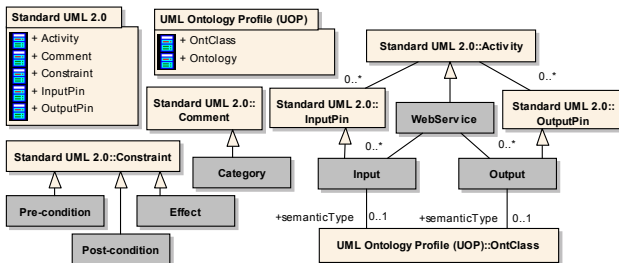 Standard UML 2.0
+ Activity
+ Comment
+ Constraint
+ InputPin
+ OutputPin
UML Ontology Profile (UOP)
+ OntClass
+ Ontology
Standard UML 2.0::Activity
0..*
0..*
Standard UML 2.0::
Comment
Standard UML 2.0::
InputPin
WebService
Standard UML 2.0::
OutputPin
0..*
0..*
Standard UML 2.0::Constraint
Category
Input
Output
Pre-condition
Effect
Post-condition
+semanticType
0..1
+semanticType
0..1
UML Ontology Profile (UOP)::OntClass